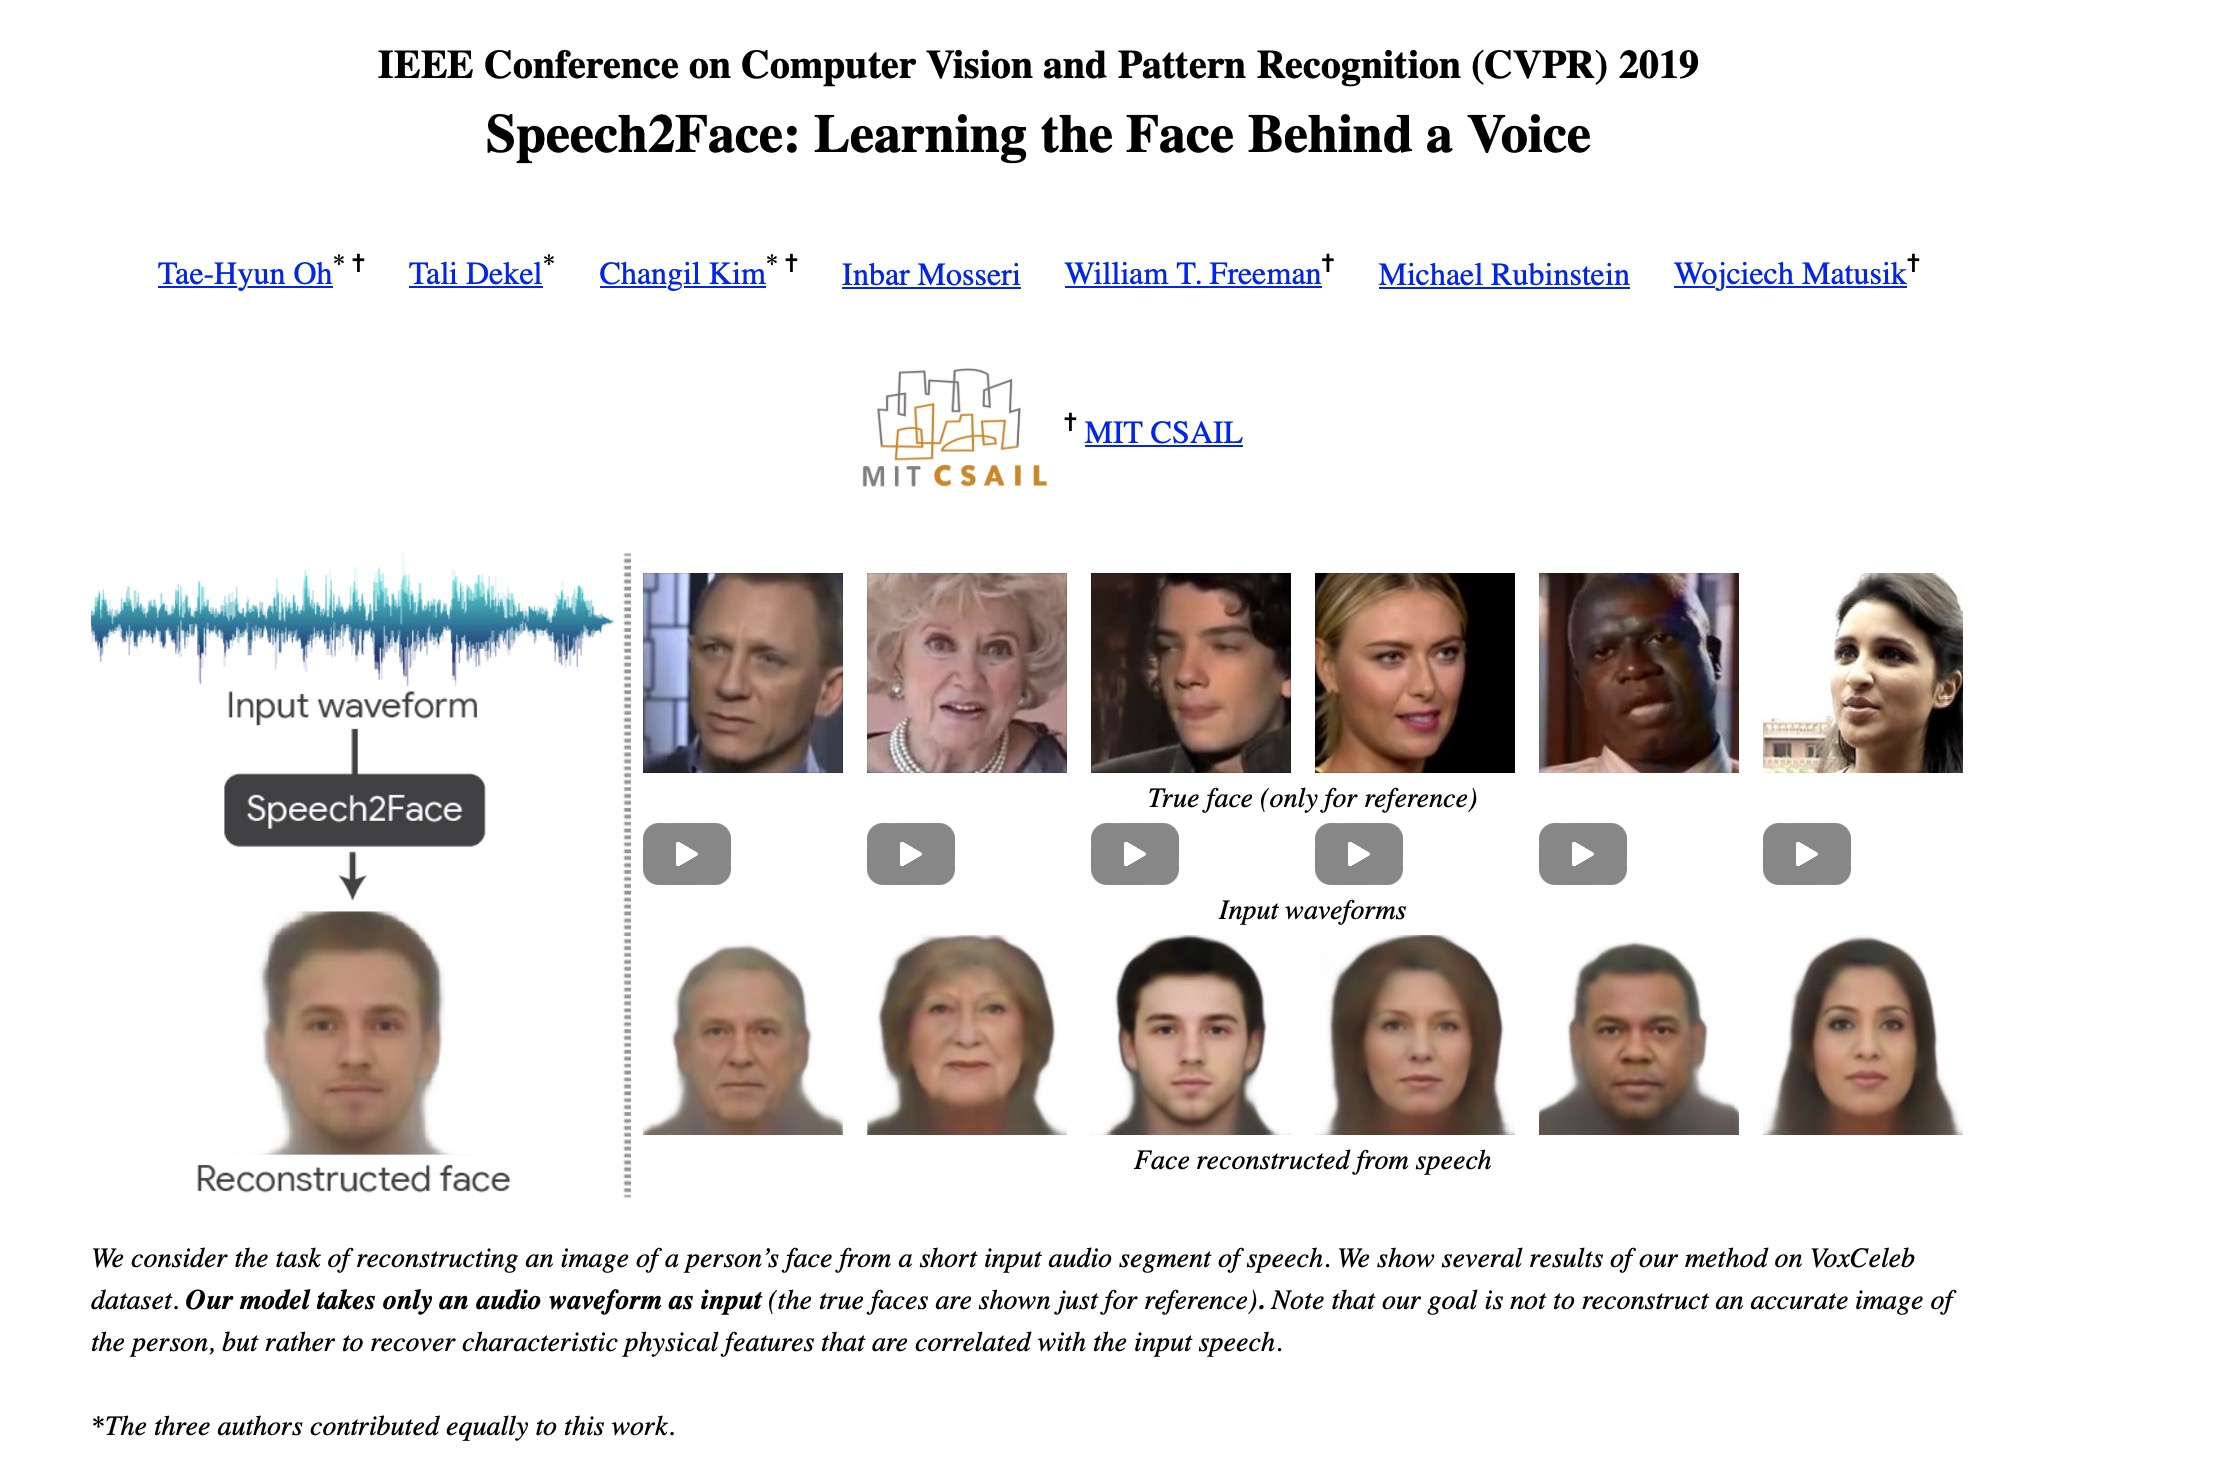 IEEE Conference on Computer Vision and Pattern Recognition (CVPR) 2019
Speech2Face: Learning the Face Behind a Voice
Tae-Hyun Oh* † Tali Dekel* Changil Kim* † Inbar Mosseri William T. Freeman† Michael Rubinstein Wojciech Matusik†
MIT CSAIL
† MIT CSAIL
Input waveform
Speech2Face
Reconstructed face
True face (only for reference)
Input waveforms
Face reconstructed from speech
We consider the task of reconstructing an image of a person’s face from a short input audio segment of speech. We show several results of our method on VoxCeleb
dataset. Our model takes only an audio waveform as input (the true faces are shown just for reference). Note that our goal is not to reconstruct an accurate image of
the person, but rather to recover characteristic physical features that are correlated with the input speech.
*The three authors contributed equally to this work.